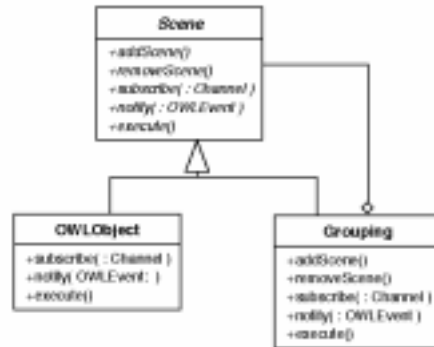 Scene
+addScene()
+removeScene()
+subscribe( : Channel )
+notify( : OWLEvent )
+execute()
OWLObject
+subscribe( : Channel )
+notify( OWLEvent: )
+execute()
Grouping
+addScene()
+removeScene()
+subscribe( : Channel )
+notify( : OWLEvent )
+execute()